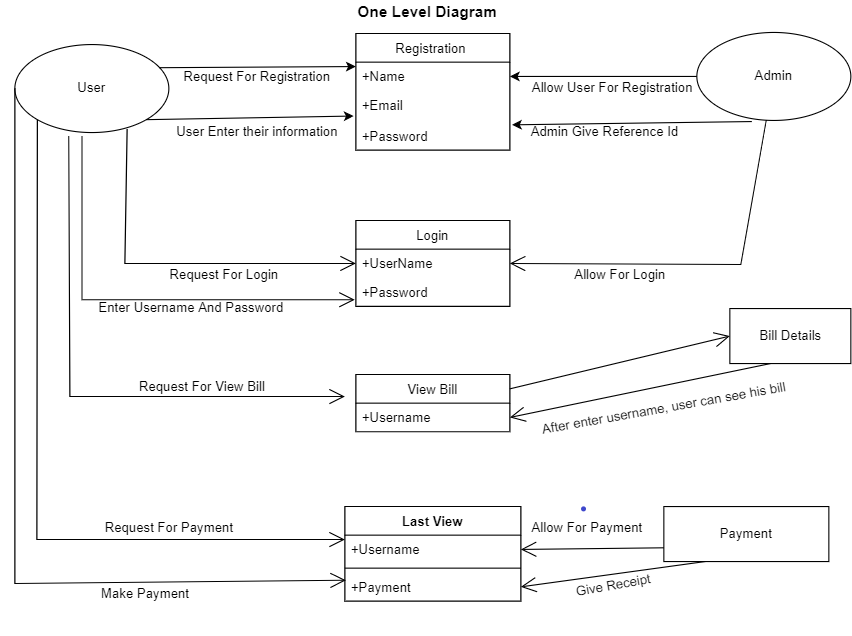 One Level Diagram
User
Request For Registration
User Enter their information
Registration
+Name
+Email
+Password
Allow User For Registration
Admin Give Reference Id
Admin
Request For Login
Enter Username And Password
Login
+UserName
+Password
Allow For Login
Request For View Bill
View Bill
+Username
Bill Details
After enter username, user can see his bill
Request For Payment
Make Payment
Last View
+Username
+Payment
Allow For Payment
Give Receipt
Payment